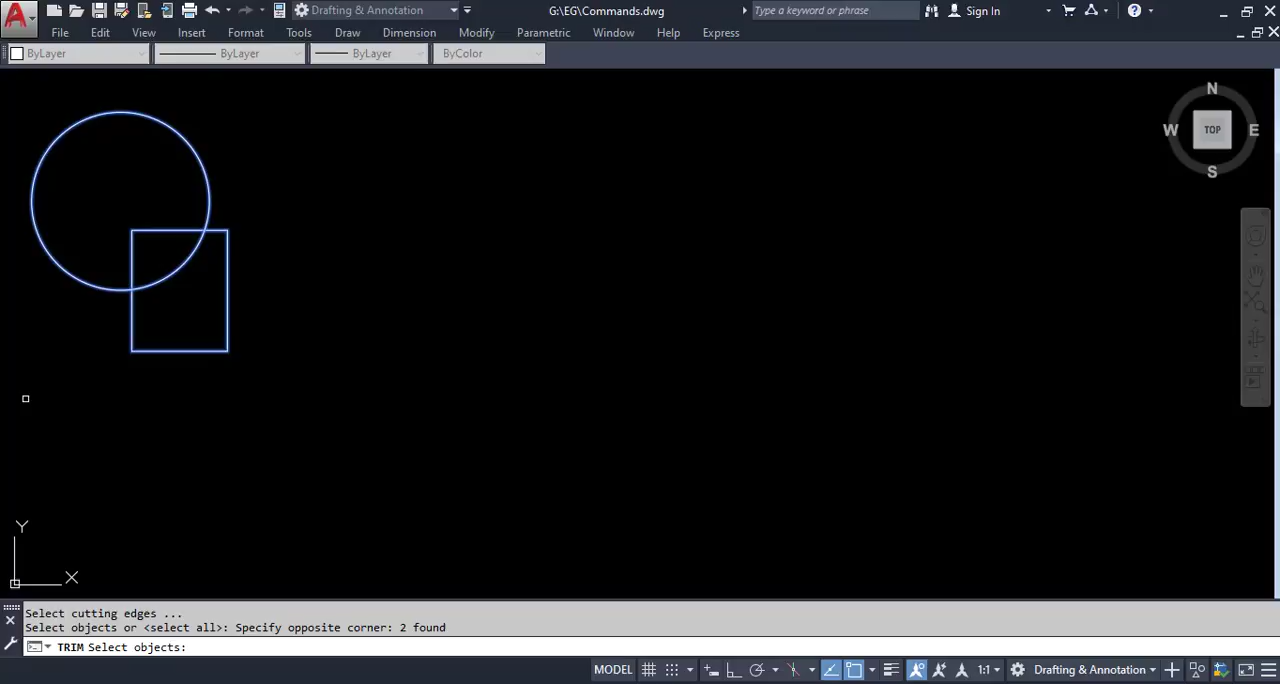 A Drafting & Annotation G:\EG\Commands.dwg Type a keyword or phrase Sign In
File Edit View Insert Format Tools Draw Dimension Modify Parametric Window Help Express
ByLayer ByLayer ByLayer ByColor
N
W TOP E
S
Y
X
Select cutting edges ...
Select objects or <select all>: Specify opposite corner: 2 found
TRIM Select objects:
MODEL 1:1 Drafting & Annotation